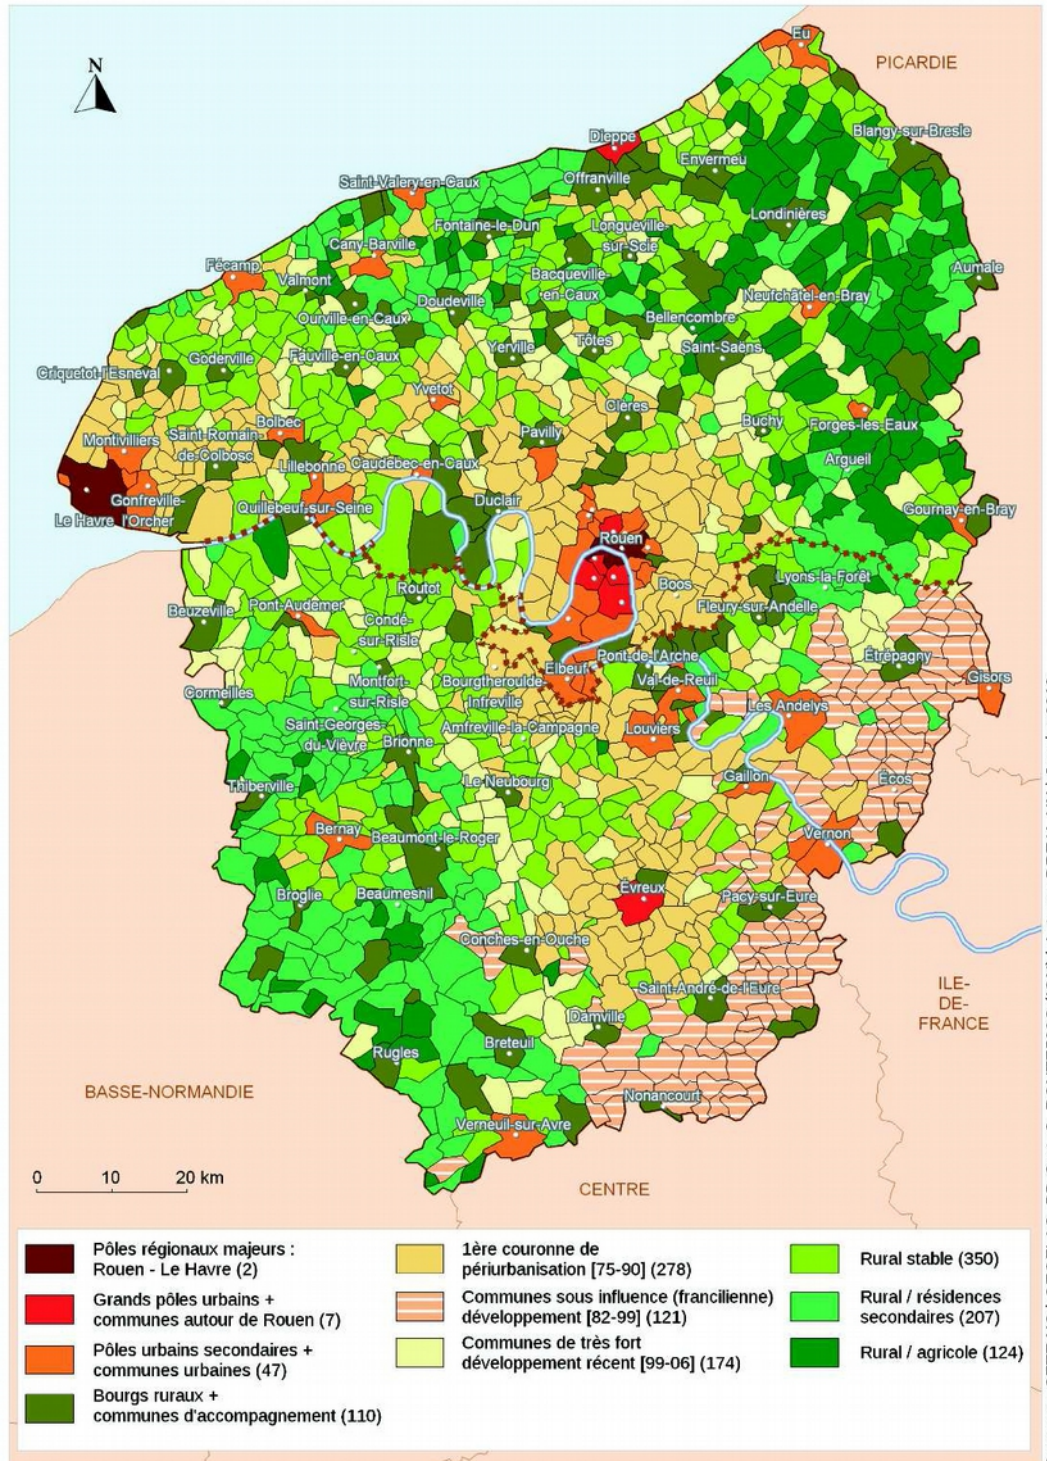 N
Eu
PICARDIE
Dieppe
Blangy-sur-Bresle
Envermeu
Offranville
Saint-Valery-en-Caux
Londinières
Fontaine-le-Dun
Longueville-
sur-Scie
Cany-Barville
Fécamp
Valmont
Bacqueville-
en-Caux
Aumale
Neufchâtel-en-Bray
Doudeville
Ourville-en-Caux
Bellencombre
Yerville
Tôtes
Saint-Saëns
Goderville
Fauville-en-Caux
Criquetot-l'Esneval
Yvetot
Clères
Bolbec
Buchy
Forges-les-Eaux
Montivilliers
Saint-Romain-
de-Colbosc
Pavilly
Lillebonne
Caudebec-en-Caux
Argueil
Gonfreville-
l'Orcher
Le Havre
Quillebeuf-sur-Seine
Duclair
Gournay-en-Bray
Rouen
Boos
Lyons-la-Forêt
Routot
Beuzeville
Pont-Audemer
Fleury-sur-Andelle
Condé-
sur-Risle
Pont-de-l'Arche
Étrépagny
Elbeuf
Val-de-Reuil
Gisors
Cormeilles
Montfort-
sur-Risle
Bourgtheroulde-
Infreville
Les Andelys
Saint-Georges-
du-Vièvre
Amfreville-la-Campagne
Louviers
Brionne
Thiberville
Le Neubourg
Gaillon
Écos
Bernay
Beaumont-le-Roger
Vernon
Broglie
Beaumesnil
Évreux
Pacy-sur-Eure
Conches-en-Ouche
Saint-André-de-l'Eure
ILE-
DE-
FRANCE
Damville
Rugles
Breteuil
BASSE-NORMANDIE
Nonancourt
Verneuil-sur-Avre
0 10 20 km
CENTRE
Pôles régionaux majeurs :
Rouen - Le Havre (2)
Grands pôles urbains +
communes autour de Rouen (7)
Pôles urbains secondaires +
communes urbaines (47)
Bourgs ruraux +
communes d'accompagnement (110)
1ère couronne de
périurbanisation [75-90] (278)
Communes sous influence (francilienne)
développement [82-99] (121)
Communes de très fort
développement récent [99-06] (174)
Rural stable (350)
Rural / résidences
secondaires (207)
Rural / agricole (124)